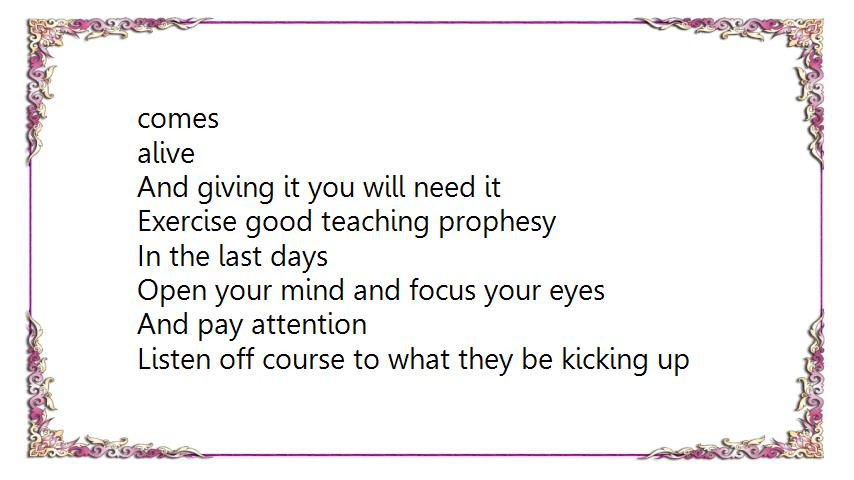 comes
alive
And giving it you will need it
Exercise good teaching prophesy
In the last days
Open your mind and focus your eyes
And pay attention
Listen off course to what they be kicking up